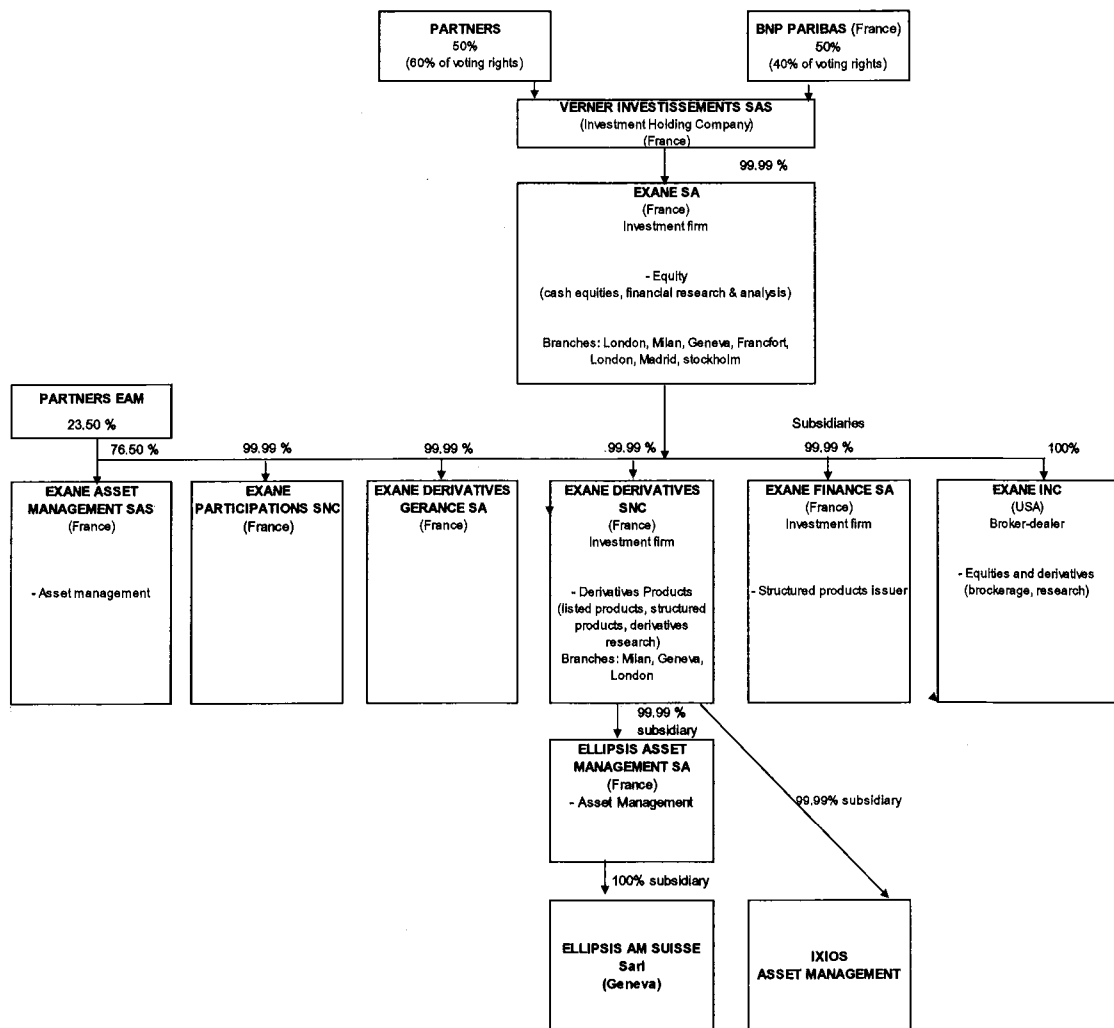 PARTNERS
50%
(60% of voting rights)
BNP PARIBAS (France)
50%
(40% of voting rights)
VERNER INVESTISSEMENTS SAS
(Investment Holding Company)
(France)
99.99 %
EXANE SA
(France)
Investment firm
- Equity
(cash equities, financial research & analysis)
Branches: London, Milan, Geneva, Francfort,
London, Madrid, stockholm
PARTNERS EAM
23.50 %
Subsidiaries
76.50 %
99.99 %
99.99 %
99.99 %
99.99 %
100%
EXANE ASSET
MANAGEMENT SAS
(France)
- Asset management
EXANE
PARTICIPATIONS SNC
(France)
EXANE DERIVATIVES
GERANCE SA
(France)
EXANE DERIVATIVES
SNC
(France)
Investment firm
- Derivatives Products
(listed products, structured
products, derivatives
research)
Branches: Milan, Geneva,
London
EXANE FINANCE SA
(France)
Investment firm
- Structured products issuer
EXANE INC
(USA)
Broker-dealer
- Equities and derivatives
(brockerage, research)
99.99 %
subsidiary
ELLIPSIS ASSET
MANAGEMENT SA
(France)
- Asset Management
99,99% subsidiary
100% subsidiary
ELLIPSIS AM SUISSE
Sarl
(Geneva)
IXIOS
ASSET MANAGEMENT